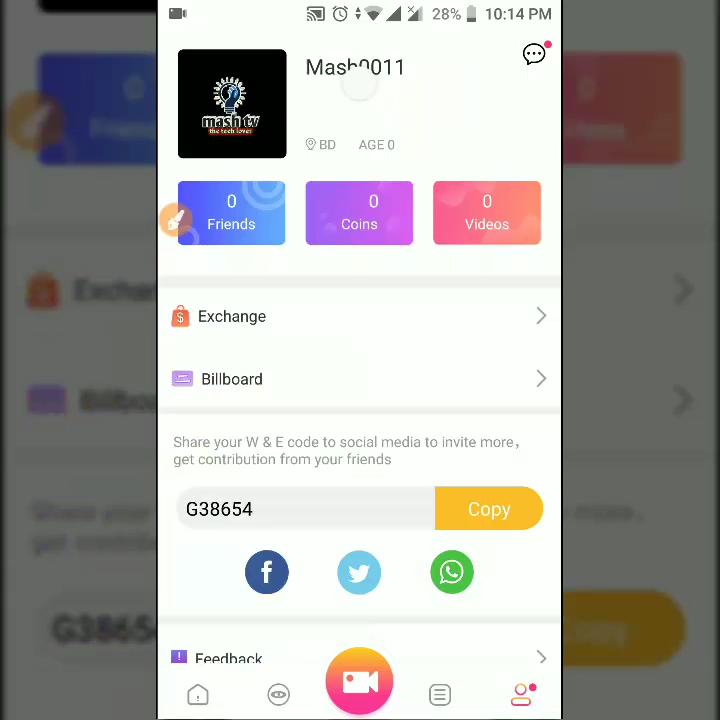 28% 10:14 PM
Mash0011
mash tv
the tech lover
BD AGE 0
0
Friends
0
Coins
0
Videos
Exchange
Billboard
Share your W & E code to social media to invite more,
get contribution from your friends
G38654 Copy
Feedback